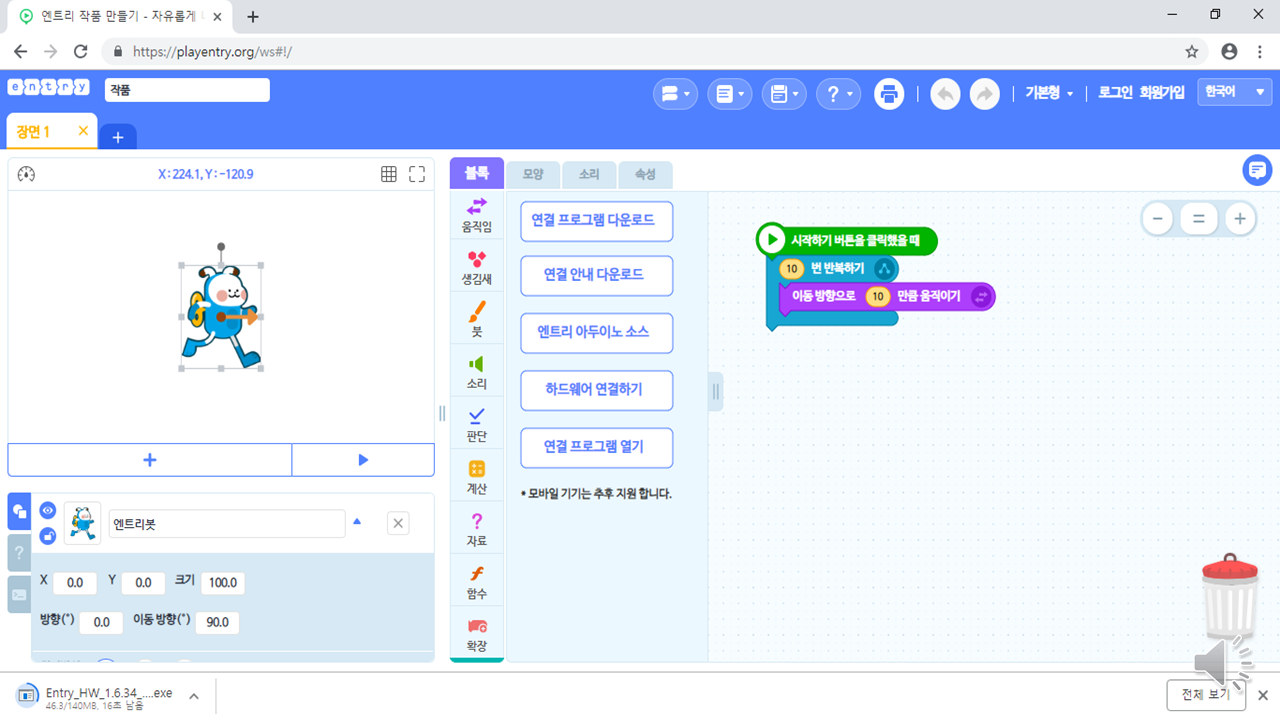 엔트리 작품 만들기 - 자유롭게
https://playentry.org/ws#!/
entry
작품
?
기본형
로그인 회원가입
한국어
장면 1
X:224.1, Y:-120.9
블록
모양
소리
속성
움직임
생김새
붓
소리
판단
계산
?
자료
함수
확장
연결 프로그램 다운로드
연결 안내 다운로드
엔트리 아두이노 소스
하드웨어 연결하기
연결 프로그램 열기
* 모바일 기기는 추후 지원 합니다.
시작하기 버튼을 클릭했을 때
10 번 반복하기
이동 방향으로 10 만큼 움직이기
엔트리봇
?
X 0.0 Y 0.0 크기 100.0
방향(°) 0.0 이동 방향(°) 90.0
Entry_HW_1.6.34_....exe
46.3/140MB, 16초 남음
전체 보기